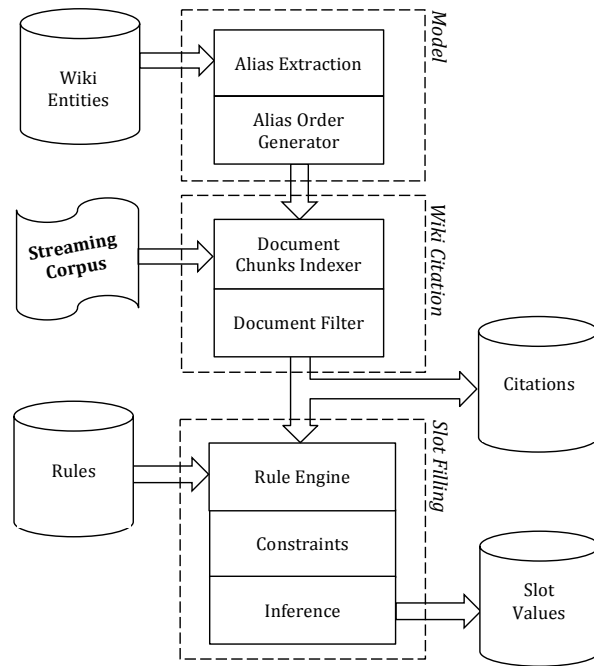 Wiki
Entities
Alias Extraction
Alias Order
Generator
Model
Streaming
Corpus
Document
Chunks Indexer
Document Filter
Wiki Citation
Citations
Rules
Rule Engine
Constraints
Inference
Slot Filling
Slot
Values